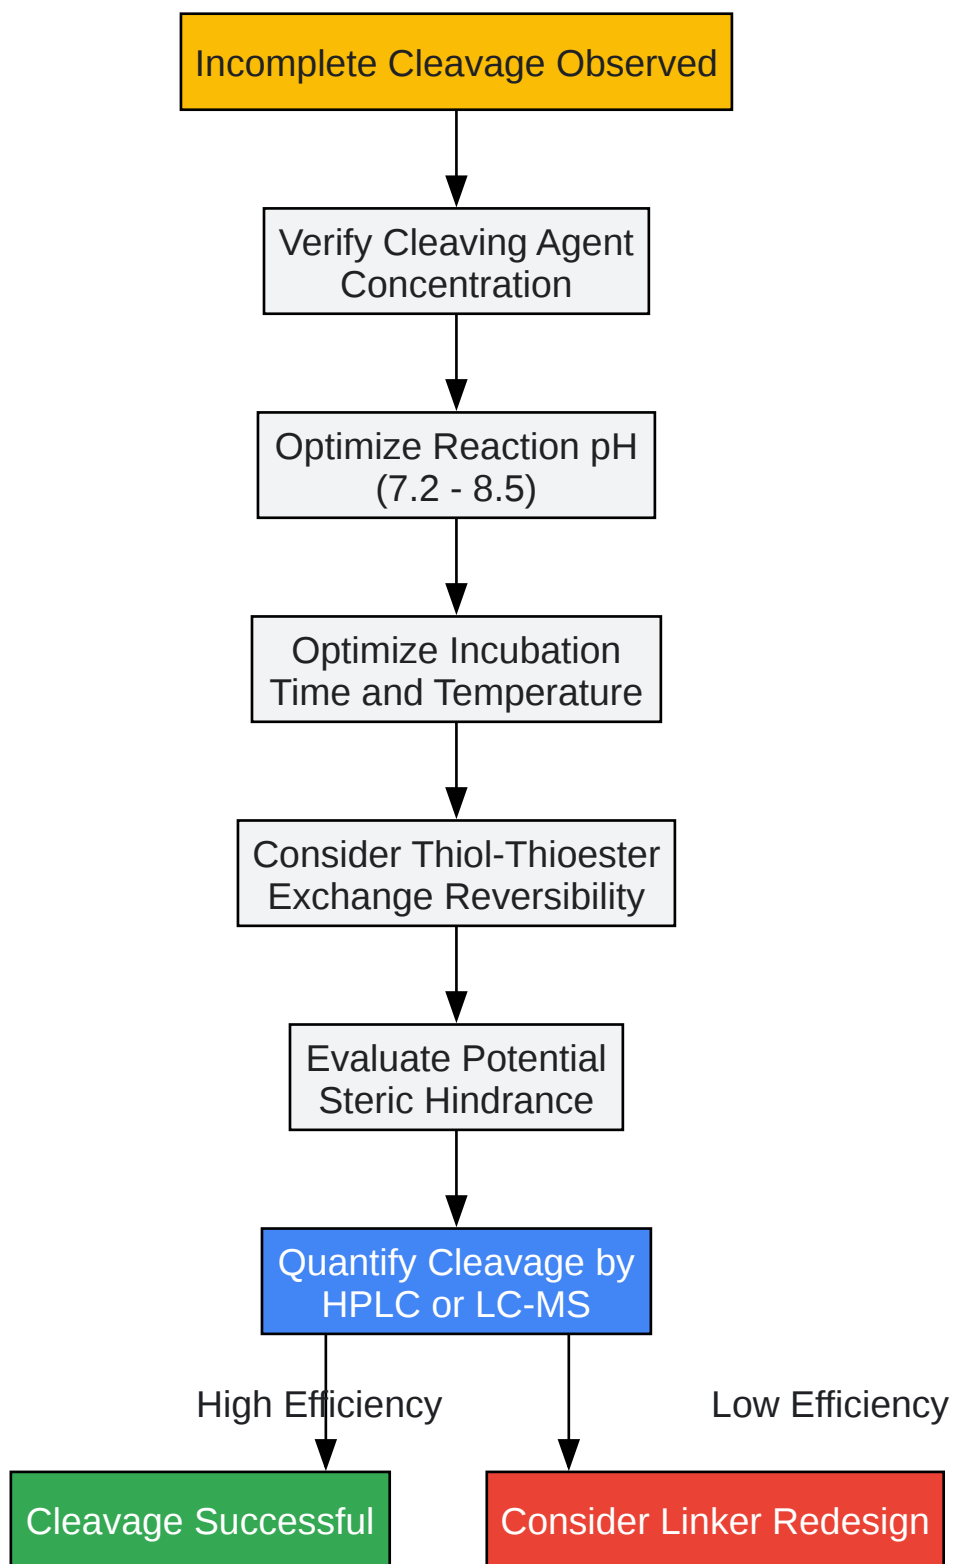 Incomplete Cleavage Observed
Verify Cleaving Agent
Concentration
Optimize Reaction pH
(7.2 - 8.5)
Optimize Incubation
Time and Temperature
Consider Thiol-Thioester
Exchange Reversibility
Evaluate Potential
Steric Hindrance
Quantify Cleavage by
HPLC or LC-MS
High Efficiency
Low Efficiency
Cleavage Successful
Consider Linker Redesign